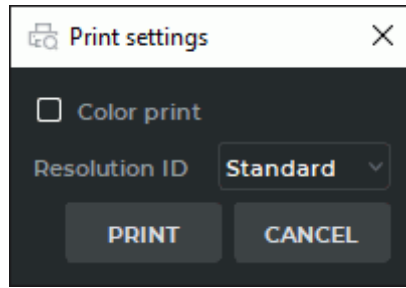 Print settings
Color print
Resolution ID Standard
PRINT CANCEL